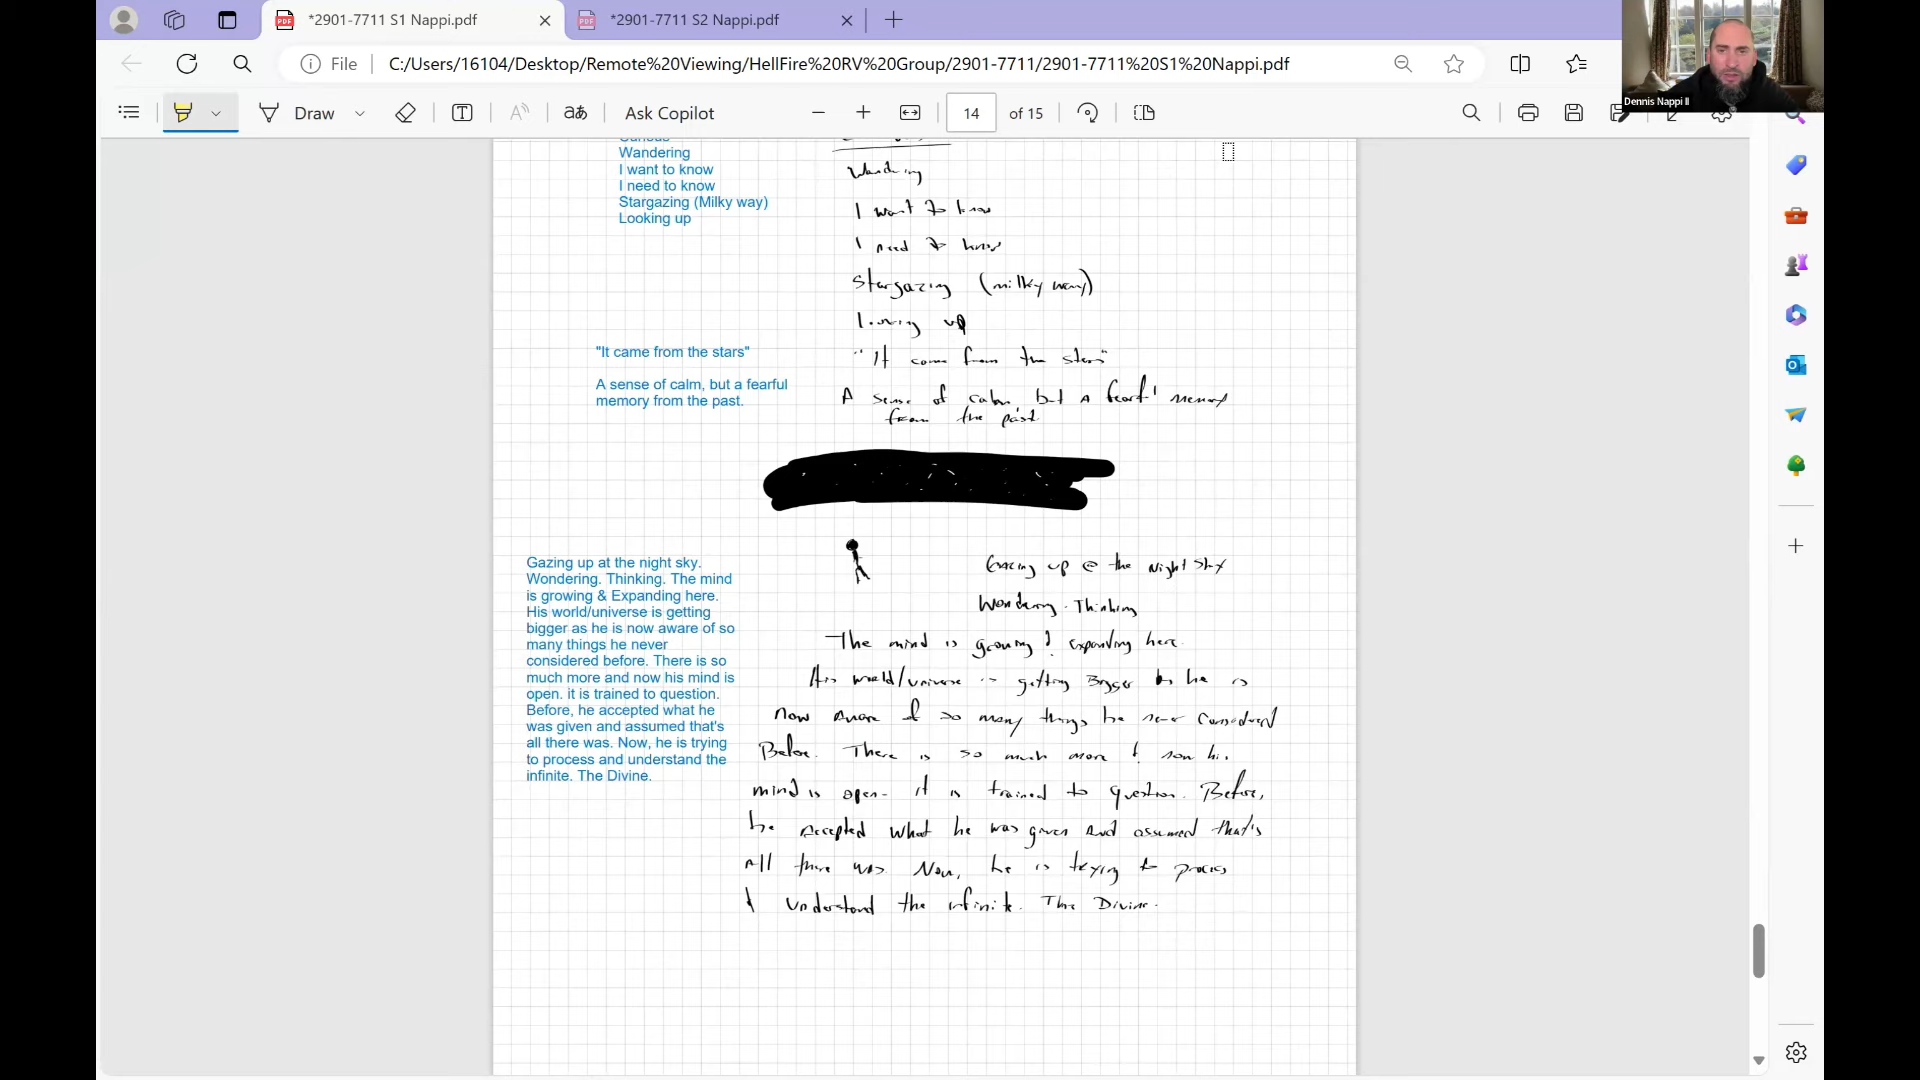 *2901-7711 S1 Nappi.pdf
*2901-7711 S2 Nappi.pdf
File
C:/Users/16104/Desktop/Remote%20Viewing/HellFire%20RV%20Group/2901-7711/2901-7711%20S1%20Nappi.pdf
Dennis Nappi II
Draw
aあ
Ask Copilot
14
of 15
Wandering
I want to know
I need to know
Stargazing (Milky way)
Looking up
Wandering
I want to know
I need to know
Stargazing (milky way)
looking up
"It came from the stars"
A sense of calm, but a fearful
memory from the past.
"It came from the stars"
A sense of calm, but a fearful memory
from the past
Gazing up at the night sky.
Wondering. Thinking. The mind
is growing & Expanding here.
His world/universe is getting
bigger as he is now aware of so
many things he never
considered before. There is so
much more and now his mind is
open. it is trained to question.
Before, he accepted what he
was given and assumed that's
all there was. Now, he is trying
to process and understand the
infinite. The Divine.
Gazing up @ the night sky
Wondering. Thinking
The mind is growing & expanding here.
His world/universe is getting Bigger as he is
now aware of so many things he never considered
Before. There is so much more & now his
mind is open. it is trained to question. Before,
he accepted what he was given and assumed that's
all there was. Now, he is trying to process
& understand the infinite. The Divine.